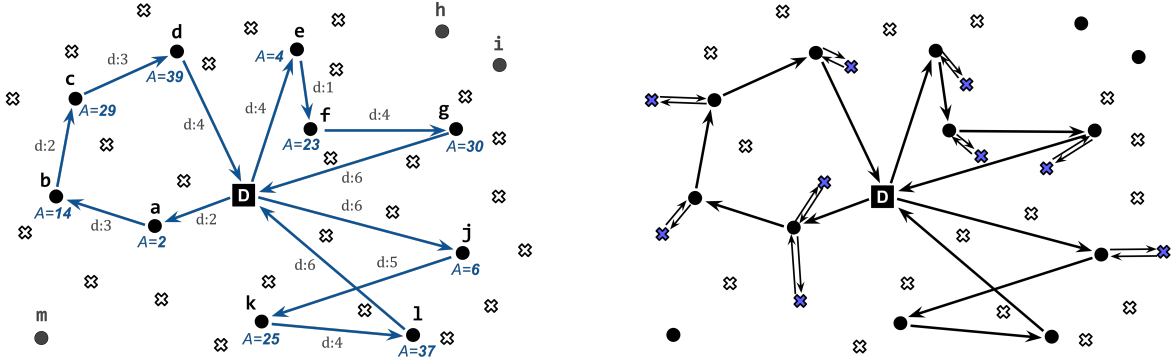 h
d
e
i
d:3
A=39
A=4
c
d:1
f
g
A=29
d:4
d:4
d:4
A=23
A=30
d:2
b
D
D
d:6
A=14
d:3
a
d:2
d:6
A=2
j
d:6
d:5
A=6
k
l
m
A=25
d:4
A=37